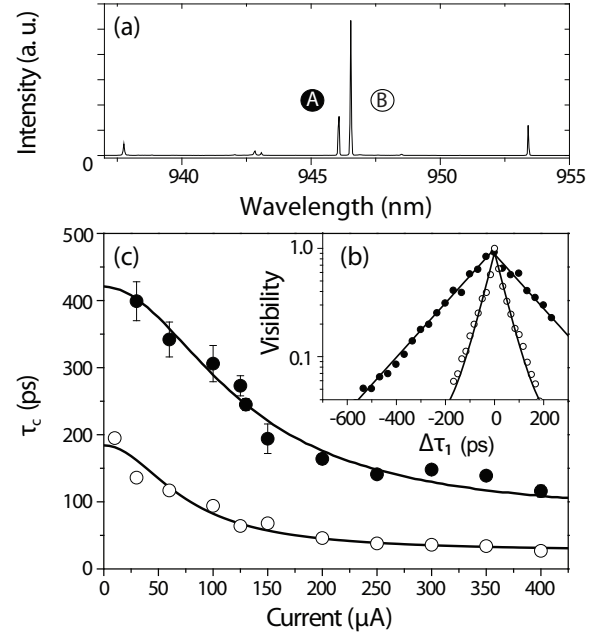 (a)
Intensity (a. u.)
0
A
B
940
945
950
955
Wavelength (nm)
(c)
τc (ps)
500
400
300
200
100
0
0
50
100
150
200
250
300
350
400
Current (µA)
(b)
Visibility
1.0
0.1
-600
-400
-200
0
200
Δτ1 (ps)